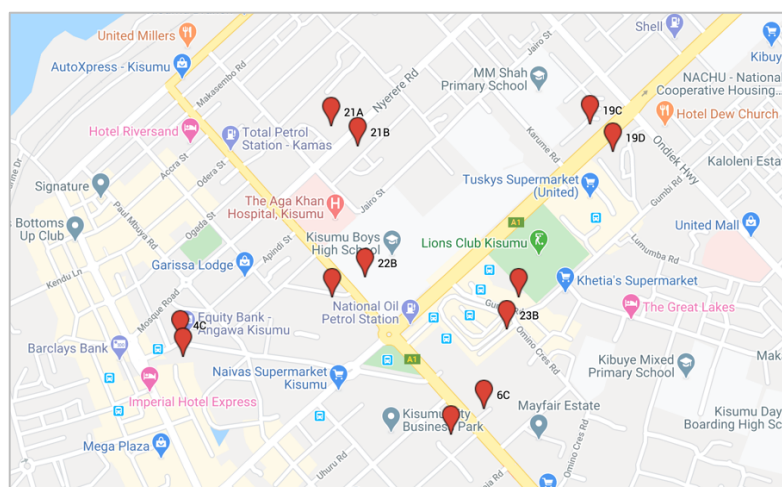 United Millers
AutoXpress - Kisumu
Makasembo Rd
Nyerere Rd
Jairo St
Shell
Kibuy
MM Shah
Primary School
NACHU - National
Cooperative Housing...
Hotel Dew Church
19C
19D
21A
21B
Hotel Riversand
Total Petrol
Station - Kamas
Karume Rd
Ondiek Hwy
Kaloleni Esta
Gumbi Rd
Accra St
Odera St
Signature
Tuskys Supermarket
(United)
The Aga Khan
Hospital, Kisumu
Jairo St
Paul Mbuya Rd
Ogada St
Apindi St
s Bottoms
Up Club
A1
United Mall
Kisumu Boys
High School
Lions Club Kisumu
Lumumba Rd
Garissa Lodge
22B
Kendu Ln
Khetia's Supermarket
Mosque Road
National Oil
Petrol Station
23B
The Great Lakes
Equity Bank -
Angawa Kisumu
4C
Omino Cres Rd
Barclays Bank
A1
Kibuye Mixed
Primary School
Mak
Naivas Supermarket
Kisumu
Imperial Hotel Express
6C
Mayfair Estate
Business Park
Kisumu Day
Boarding High Sc
Mega Plaza
Uhuru Rd
Omino Cres